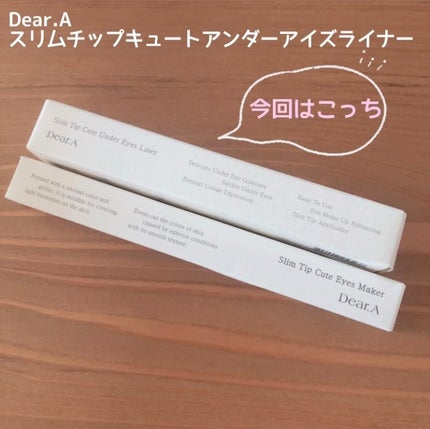 Dear.A
スリムチップキュートアンダーアイズライナー
今回はこっち
Slim Tip Cute Under Eyes Liner
Dear.A
Delicate Under Eye Contours
Smiley Under Eyes
Natural Colour Expression
Easy To Use
Eye Make Up Enhancing
Slim Tip Applicator
Formed with a natural color and
glitter, it is suitable for covering
light blemishes on the skin.
Evens out the colors of skin
caused by exterior conditions
with its smooth texture.
Slim Tip Cute Eyes Maker
Dear.A